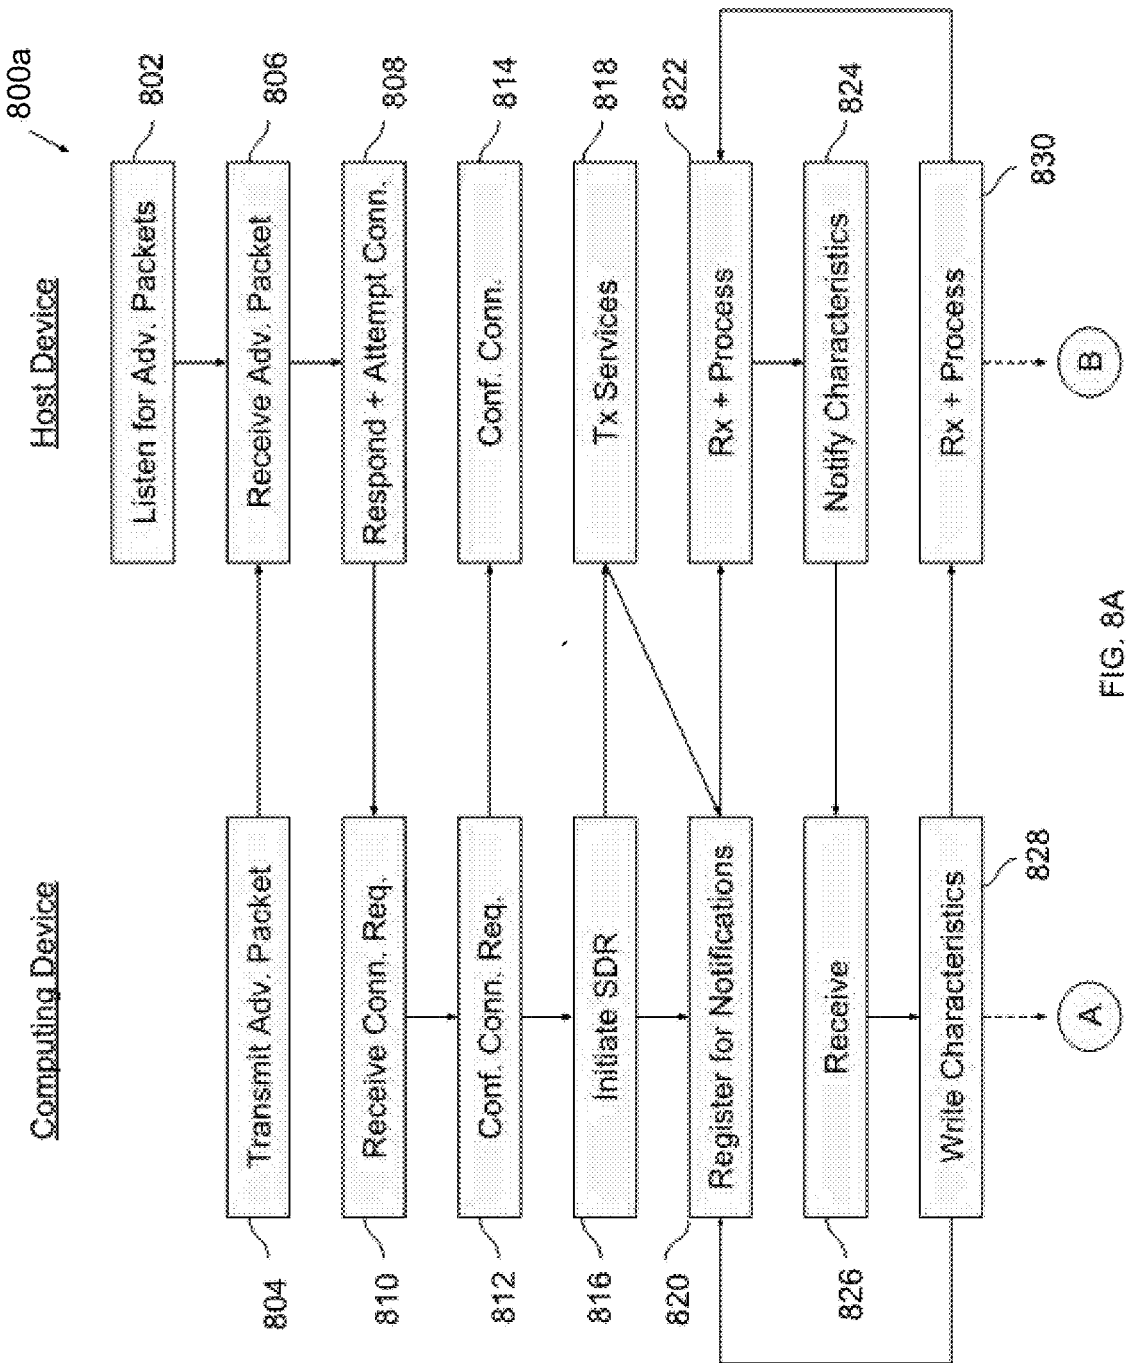 800a
Computing Device
Host Device
Listen for Adv. Packets
802
804
Transmit Adv. Packet
Receive Adv. Packet
806
810
Receive Conn. Req.
Respond + Attempt Conn.
808
812
Conf. Conn. Req.
Conf. Conn.
814
816
Initiate SDR
Tx Services
818
820
Register for Notifications
Rx + Process
822
826
Receive
Notify Characteristics
824
Write Characteristics
828
Rx + Process
830
A
B
FIG. 8A